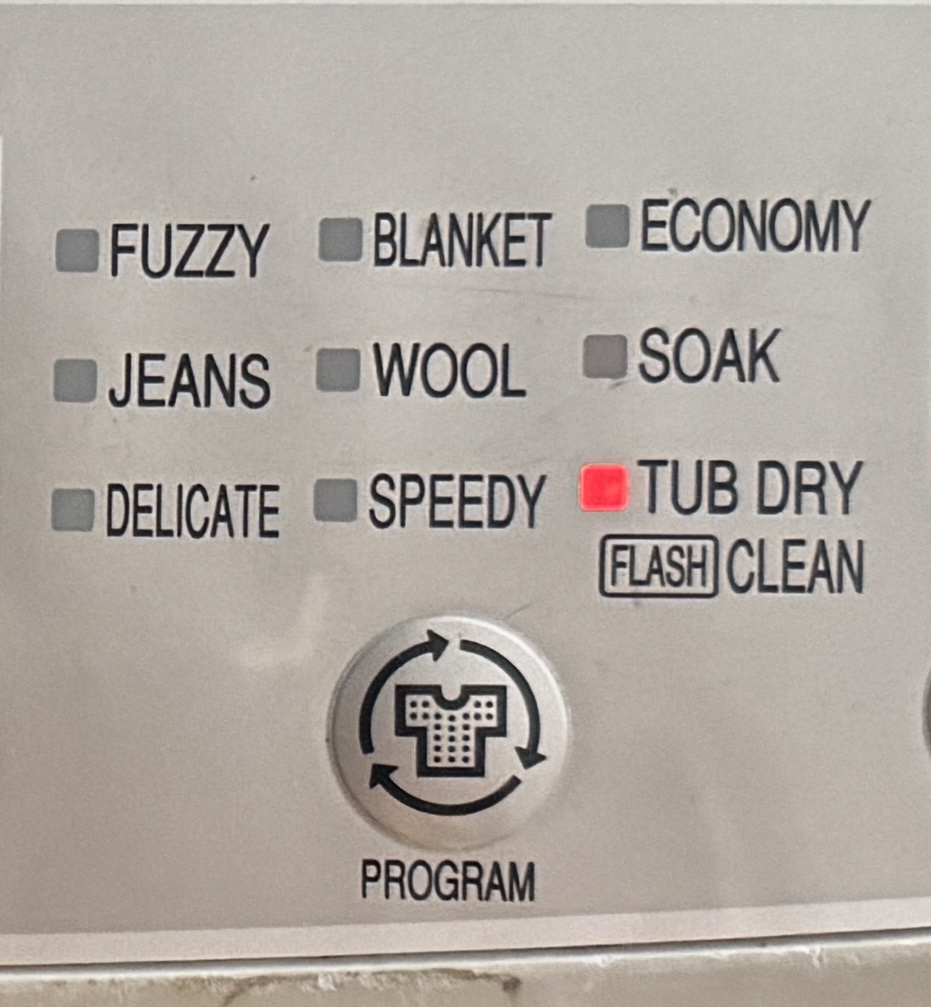 FUZZY BLANKET ECONOMY
JEANS WOOL SOAK
DELICATE SPEEDY TUB DRY
FLASH CLEAN
PROGRAM